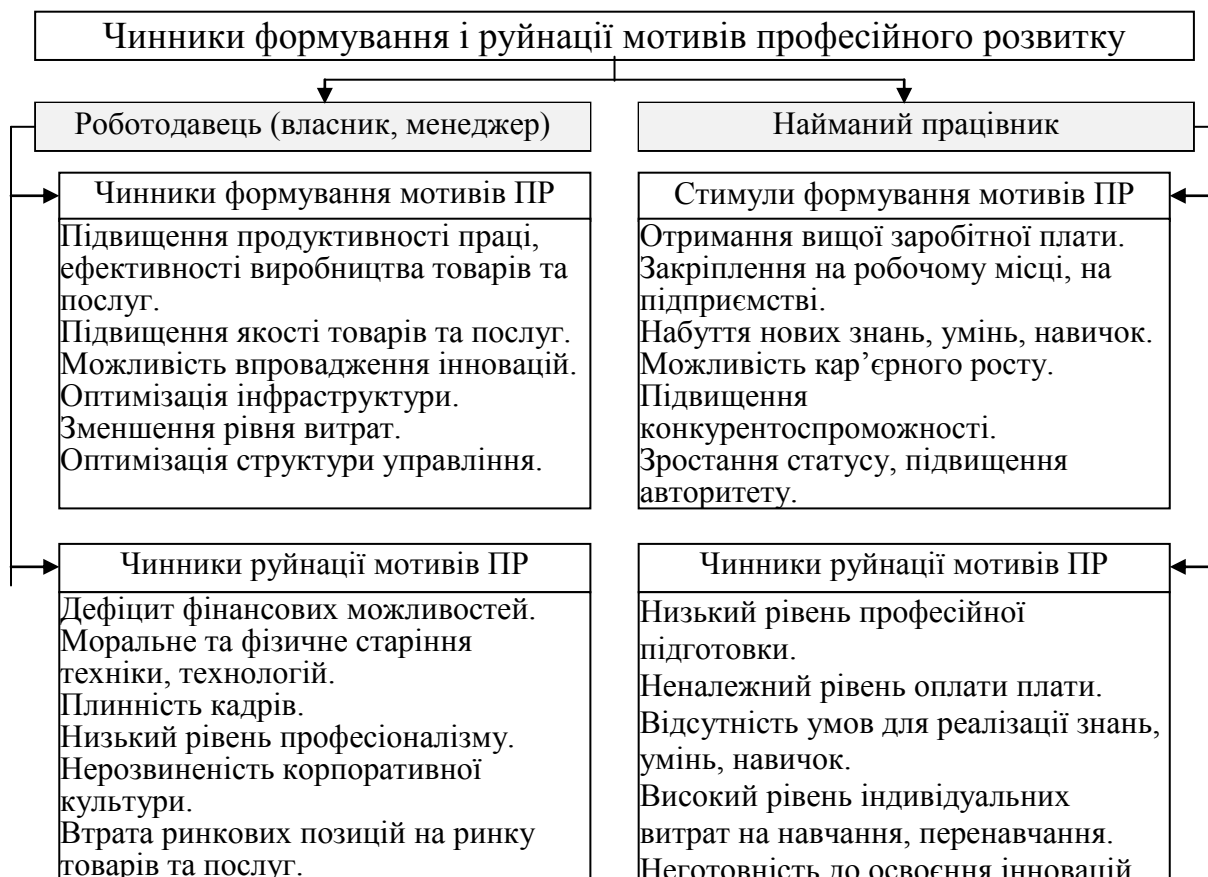 Чинники формування і руйнації мотивів професійного розвитку
Роботодавець (власник, менеджер)
Найманий працівник
Чинники формування мотивів ПР
Підвищення продуктивності праці,
ефективності виробництва товарів та
послуг.
Підвищення якості товарів та послуг.
Можливість впровадження інновацій.
Оптимізація інфраструктури.
Зменшення рівня витрат.
Оптимізація структури управління.
Стимули формування мотивів ПР
Отримання вищої заробітної плати.
Закріплення на робочому місці, на
підприємстві.
Набуття нових знань, умінь, навичок.
Можливість кар’єрного росту.
Підвищення
конкурентоспроможності.
Зростання статусу, підвищення
авторитету.
Чинники руйнації мотивів ПР
Дефіцит фінансових можливостей.
Моральне та фізичне старіння
техніки, технологій.
Плинність кадрів.
Низький рівень професіоналізму.
Нерозвиненість корпоративної
культури.
Втрата ринкових позицій на ринку
товарів та послуг.
Чинники руйнації мотивів ПР
Низький рівень професійної
підготовки.
Неналежний рівень оплати плати.
Відсутність умов для реалізації знань,
умінь, навичок.
Високий рівень індивідуальних
витрат на навчання, перенавчання.
Неготовність до освоєння інновацій